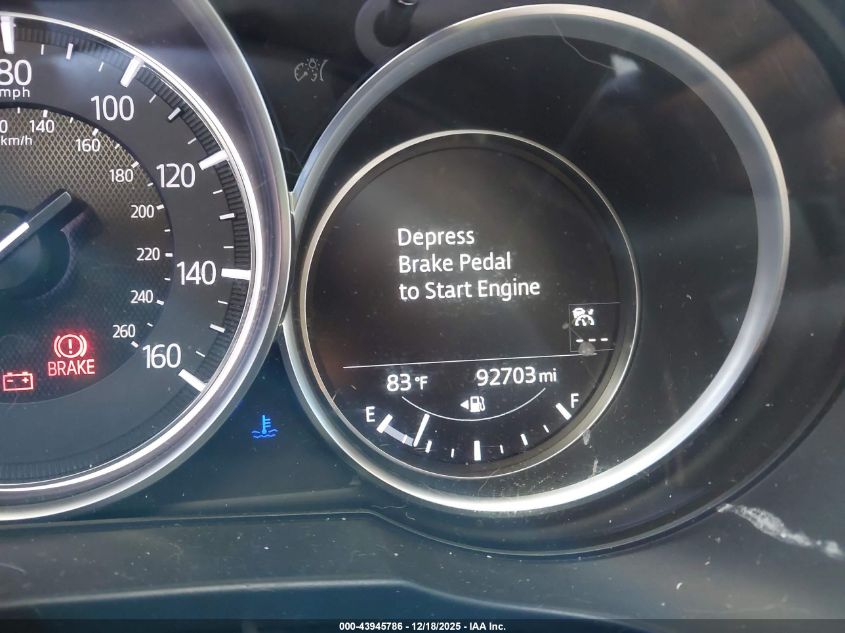 80
mph
100
120
140
160
140
km/h
160
180
200
220
240
260
BRAKE
Depress
Brake Pedal
to Start Engine
---
83°F
92703 mi
E
F
000-43945786 - 12/18/2025 - IAA Inc.